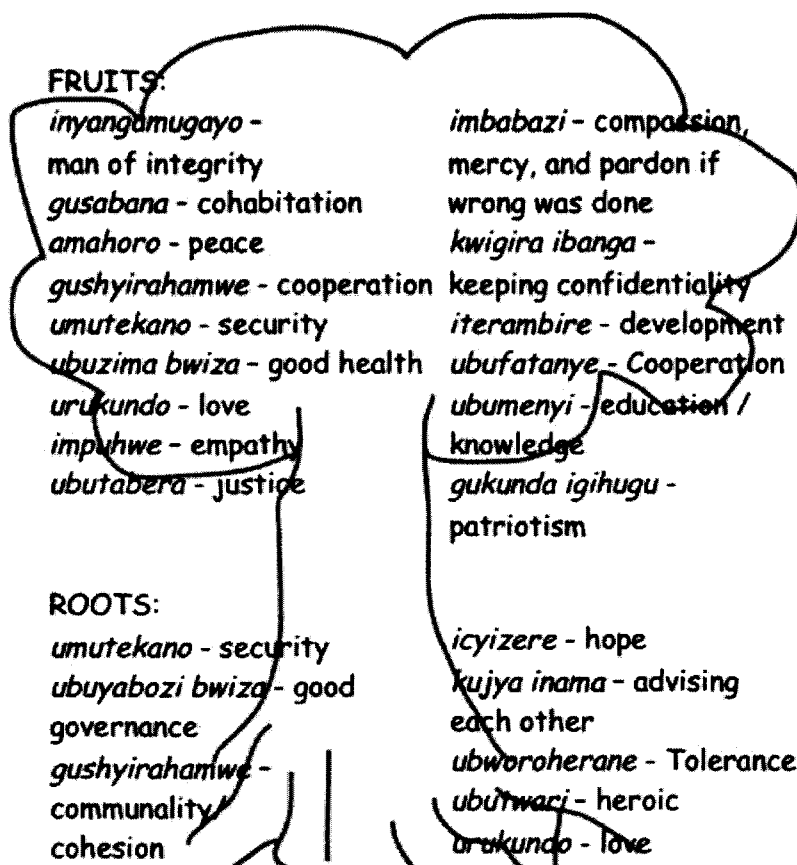 FRUITS:
inyangamugayo –
man of integrity
gusabana - cohabitation
amahoro - peace
gushyirahamwe - cooperation
umutekano - security
ubuzima bwiza – good health
urukundo - love
impuhwe – empathy
ubutabera - justice
imbabazi – compassion,
mercy, and pardon if
wrong was done
kwigira ibanga –
keeping confidentiality
iterambire - development
ubufatanye - Cooperation
ubumenyi - education /
knowledge
gukunda igihugu -
patriotism
ROOTS:
umutekano - security
ubuyabozi bwiza - good
governance
gushyirahamwe –
communality/
cohesion
icyizere - hope
kujya inama – advising
each other
ubworoherane - Tolerance
ubutwari - heroic
urukundo - love